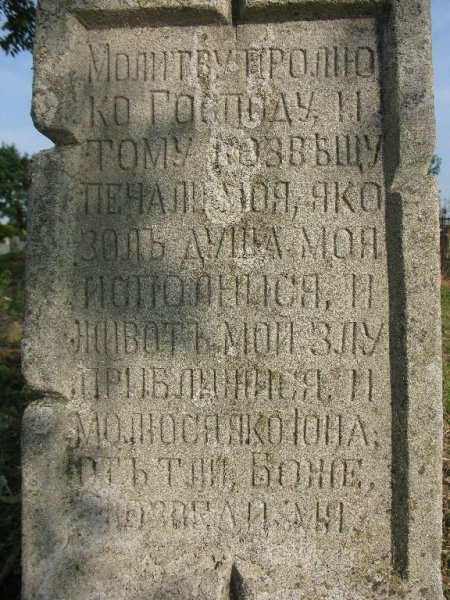 Молитву пролію
ко Господу, и
тому возвѣщу
печали моя, яко
золъ душа моя
исполнися, и
животъ мой злу
приближися, и
молюся яко Іона,
отъ тли, Боже,
возведи мя